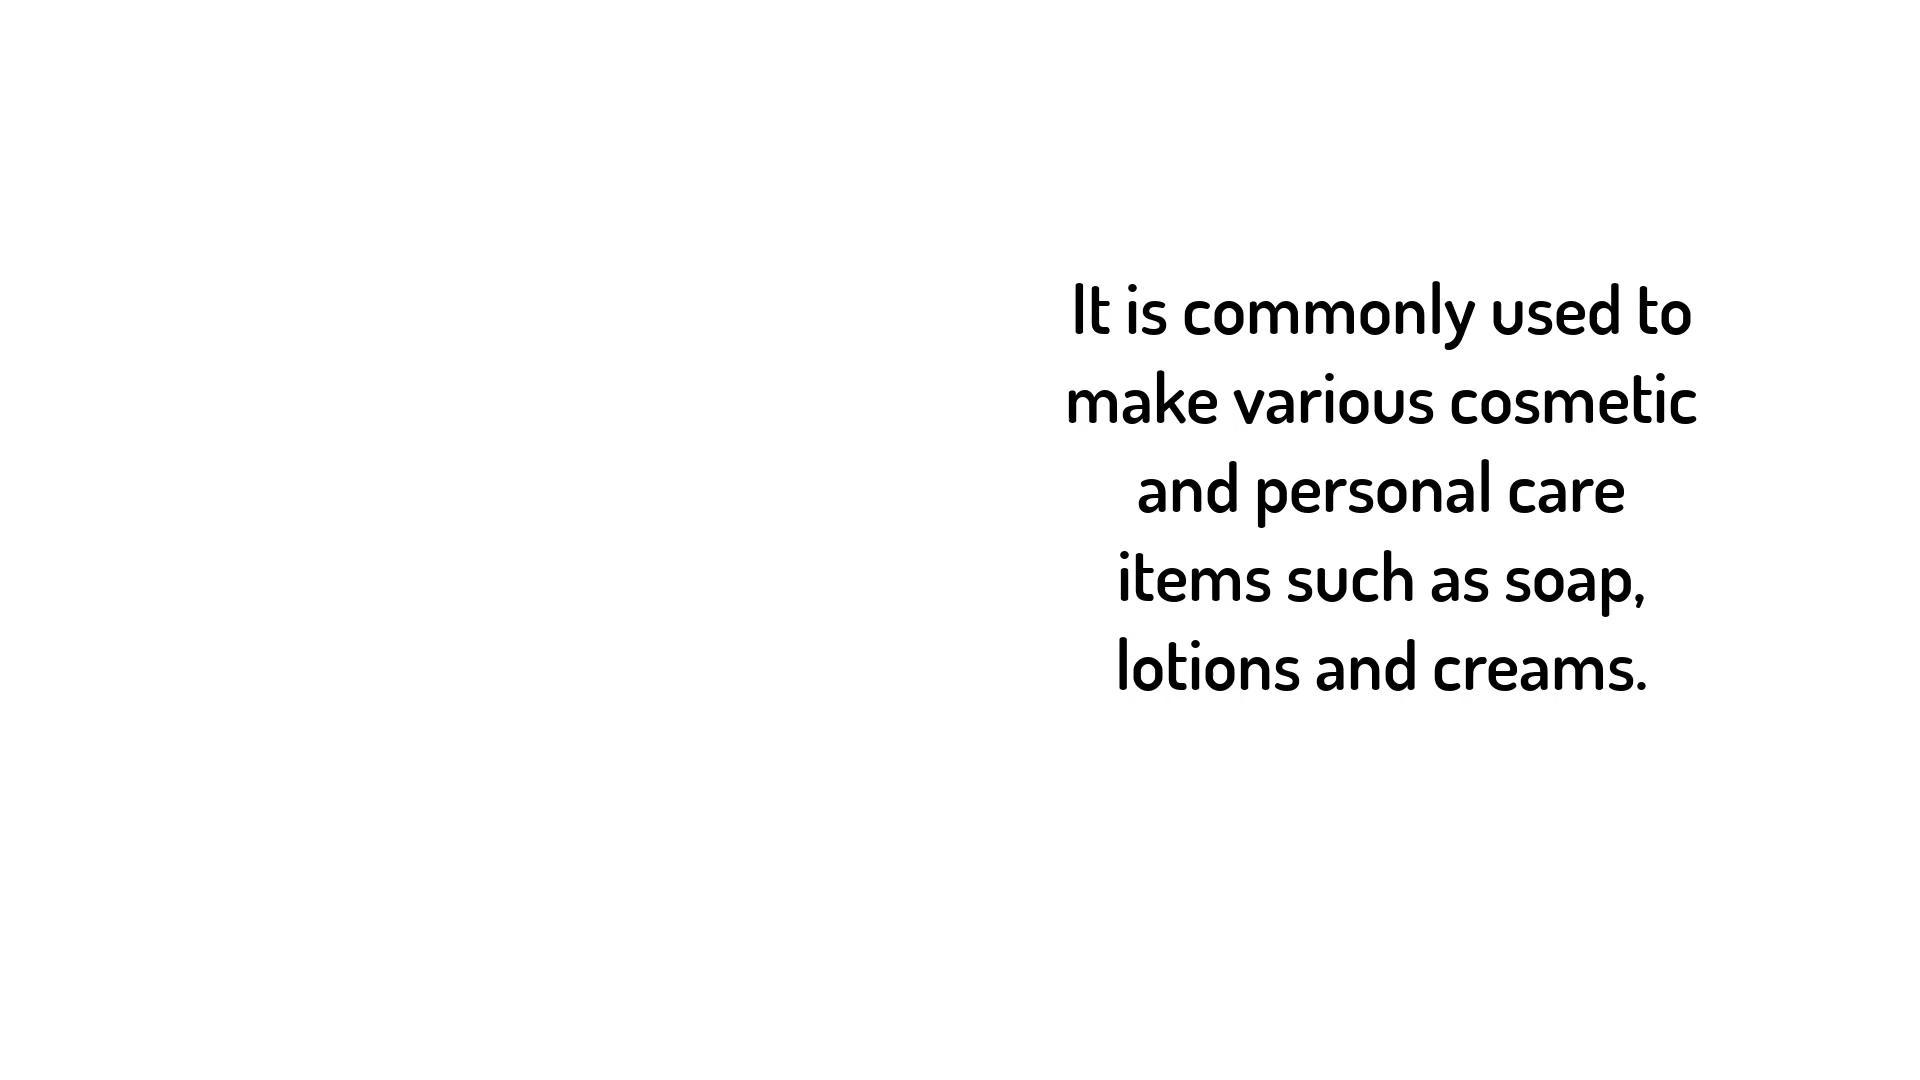 It is commonly used to
make various cosmetic
and personal care
items such as soap,
lotions and creams.